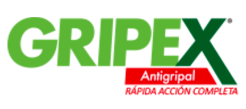 GRIPEX
Antigripal
RÁPIDA ACCIÓN COMPLETA